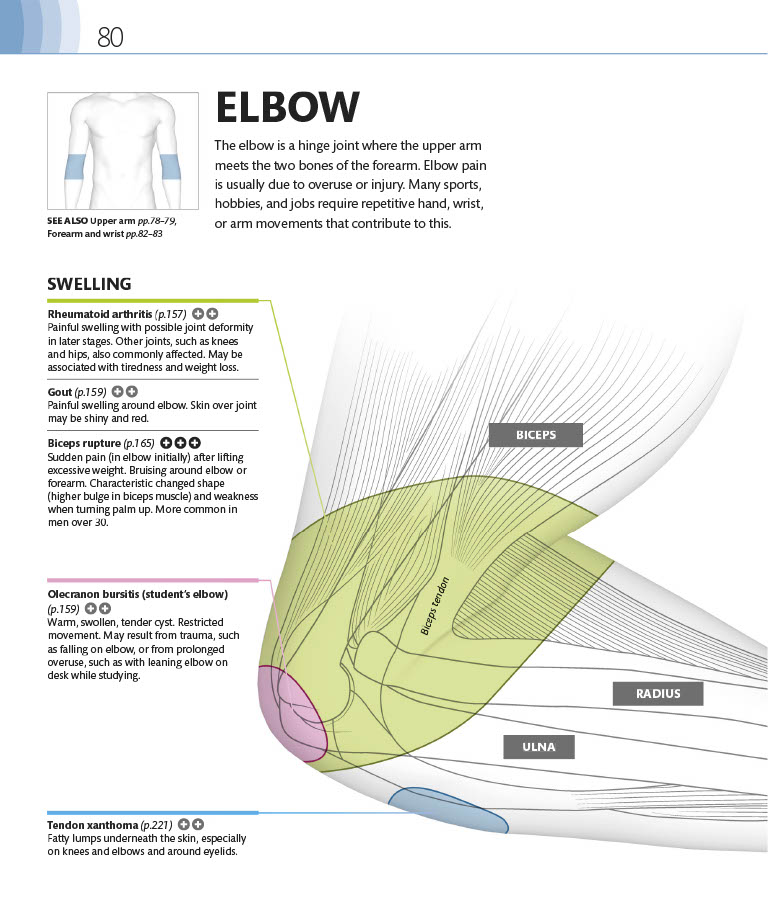 80
ELBOW
The elbow is a hinge joint where the upper arm
meets the two bones of the forearm. Elbow pain
is usually due to overuse or injury. Many sports,
hobbies, and jobs require repetitive hand, wrist,
or arm movements that contribute to this.
SEE ALSO Upper arm pp.78–79,
Forearm and wrist pp.82–83
SWELLING
Rheumatoid arthritis (p.157)
Painful swelling with possible joint deformity
in later stages. Other joints, such as knees
and hips, also commonly affected. May be
associated with tiredness and weight loss.
Gout (p.159)
Painful swelling around elbow. Skin over joint
may be shiny and red.
Biceps rupture (p.165)
Sudden pain (in elbow initially) after lifting
excessive weight. Bruising around elbow or
forearm. Characteristic changed shape
(higher bulge in biceps muscle) and weakness
when turning palm up. More common in
men over 30.
Olecranon bursitis (student's elbow)
(p.159)
Warm, swollen, tender cyst. Restricted
movement. May result from trauma, such
as falling on elbow, or from prolonged
overuse, such as with leaning elbow on
desk while studying.
Tendon xanthoma (p.221)
Fatty lumps underneath the skin, especially
on knees and elbows and around eyelids.
BICEPS
Biceps tendon
RADIUS
ULNA